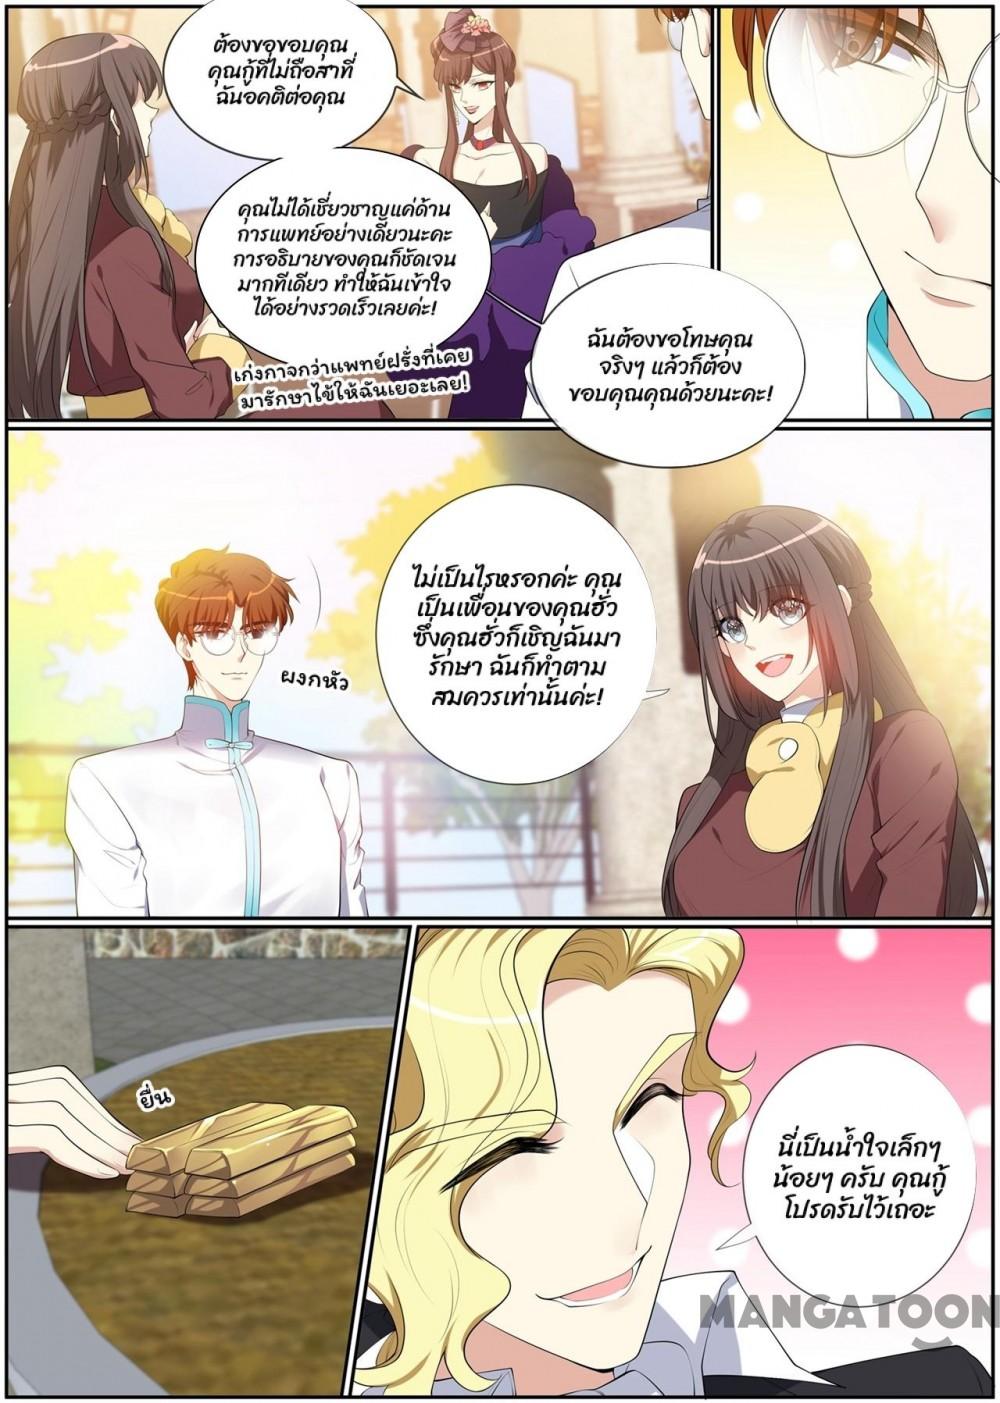 ต้องขอขอบคุณ
คุณกู้ที่ไม่ถือสาที่
ฉันอคติต่อคุณ
คุณไม่ได้เชี่ยวชาญแค่ด้าน
การแพทย์อย่างเดียวนะคะ
การอธิบายของคุณก็ชัดเจน
มากทีเดียว ทำให้ฉันเข้าใจ
ได้อย่างรวดเร็วเลยค่ะ!
เก่งกาจกว่าแพทย์ฝรั่งที่เคย
มารักษาไข้ให้ฉันเยอะเลย!
ฉันต้องขอโทษคุณ
จริงๆ แล้วก็ต้อง
ขอบคุณคุณด้วยนะคะ!
ไม่เป็นไรหรอกค่ะ คุณ
เป็นเพื่อนของคุณฮั่ว
ซึ่งคุณฮั่วก็เชิญฉันมา
รักษา ฉันก็ทำตาม
สมควรเท่านั้นค่ะ!
ผงกหัว
ยื่น
นี่เป็นน้ำใจเล็กๆ
น้อยๆ ครับ คุณกู้
โปรดรับไว้เถอะ
MANGATOON